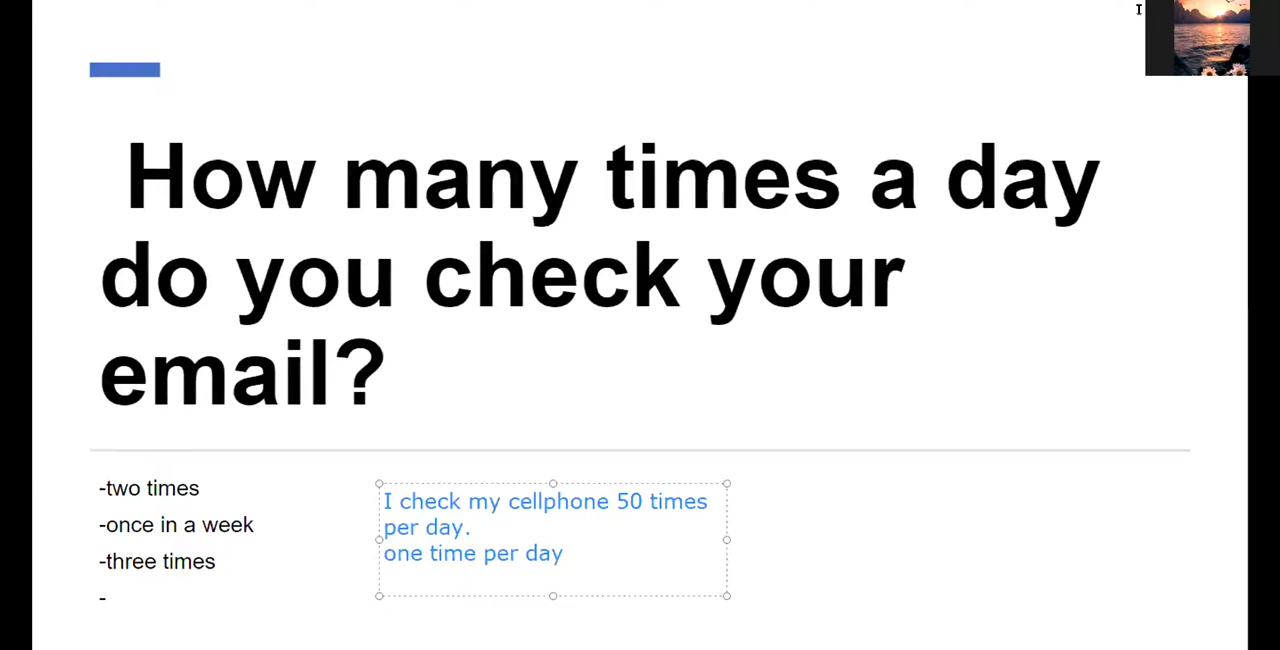 How many times a day
do you check your
email?
-two times
-once in a week
-three times
-
I check my cellphone 50 times
per day.
one time per day